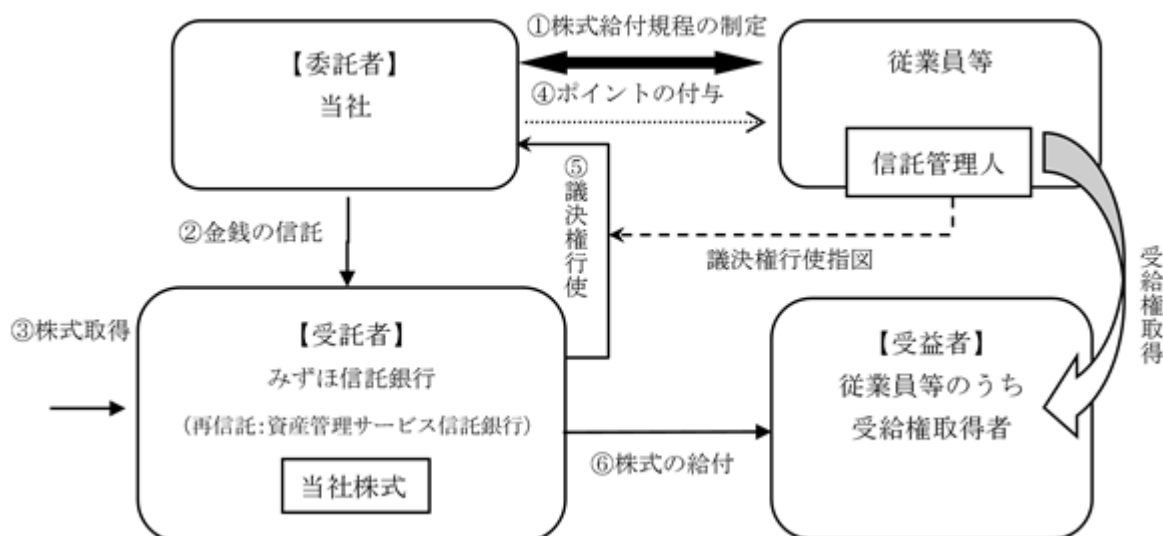 ①株式給付規程の制定
【委託者】
当社
従業員等
④ポイントの付与
信託管理人
⑤議決権行使
②金銭の信託
議決権行使指図
受給権取得
③株式取得
【受託者】
みずほ信託銀行
(再信託:資産管理サービス信託銀行)
当社株式
【受益者】
従業員等のうち
受給権取得者
⑥株式の給付